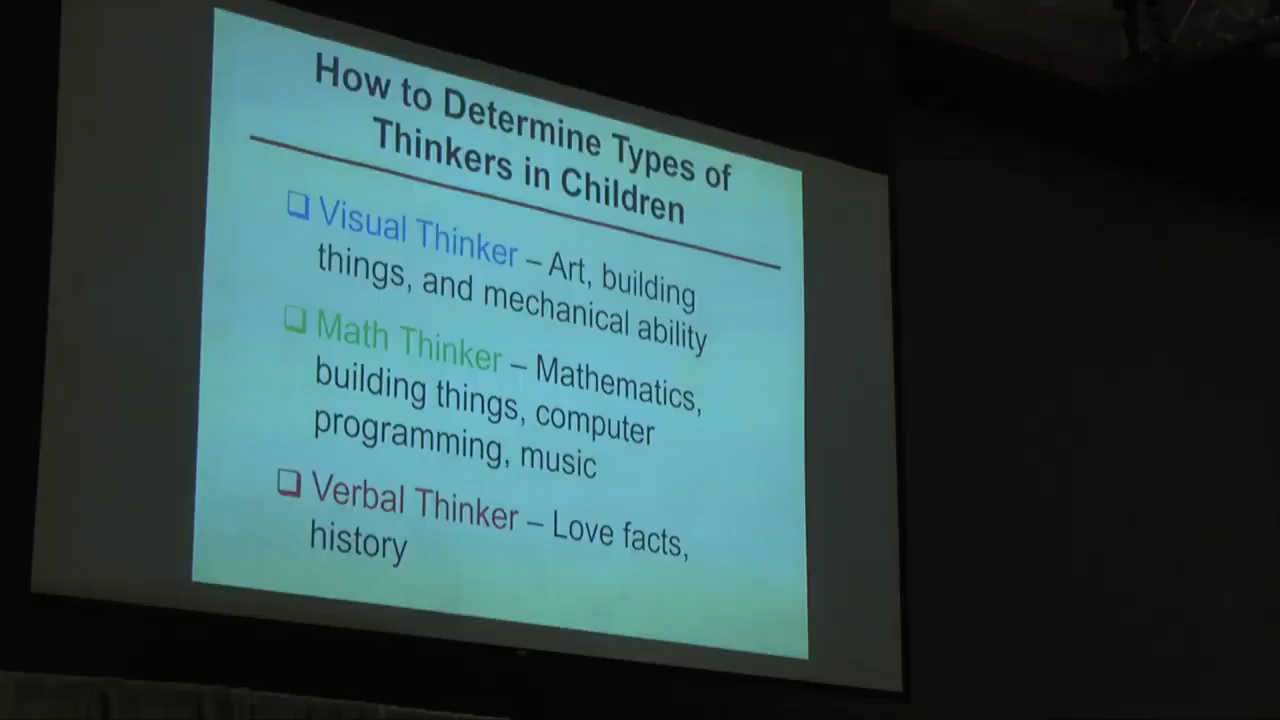 How to Determine Types of
Thinkers in Children
❑ Visual Thinker – Art, building
things, and mechanical ability
❑ Math Thinker – Mathematics,
building things, computer
programming, music
❑ Verbal Thinker – Love facts,
history